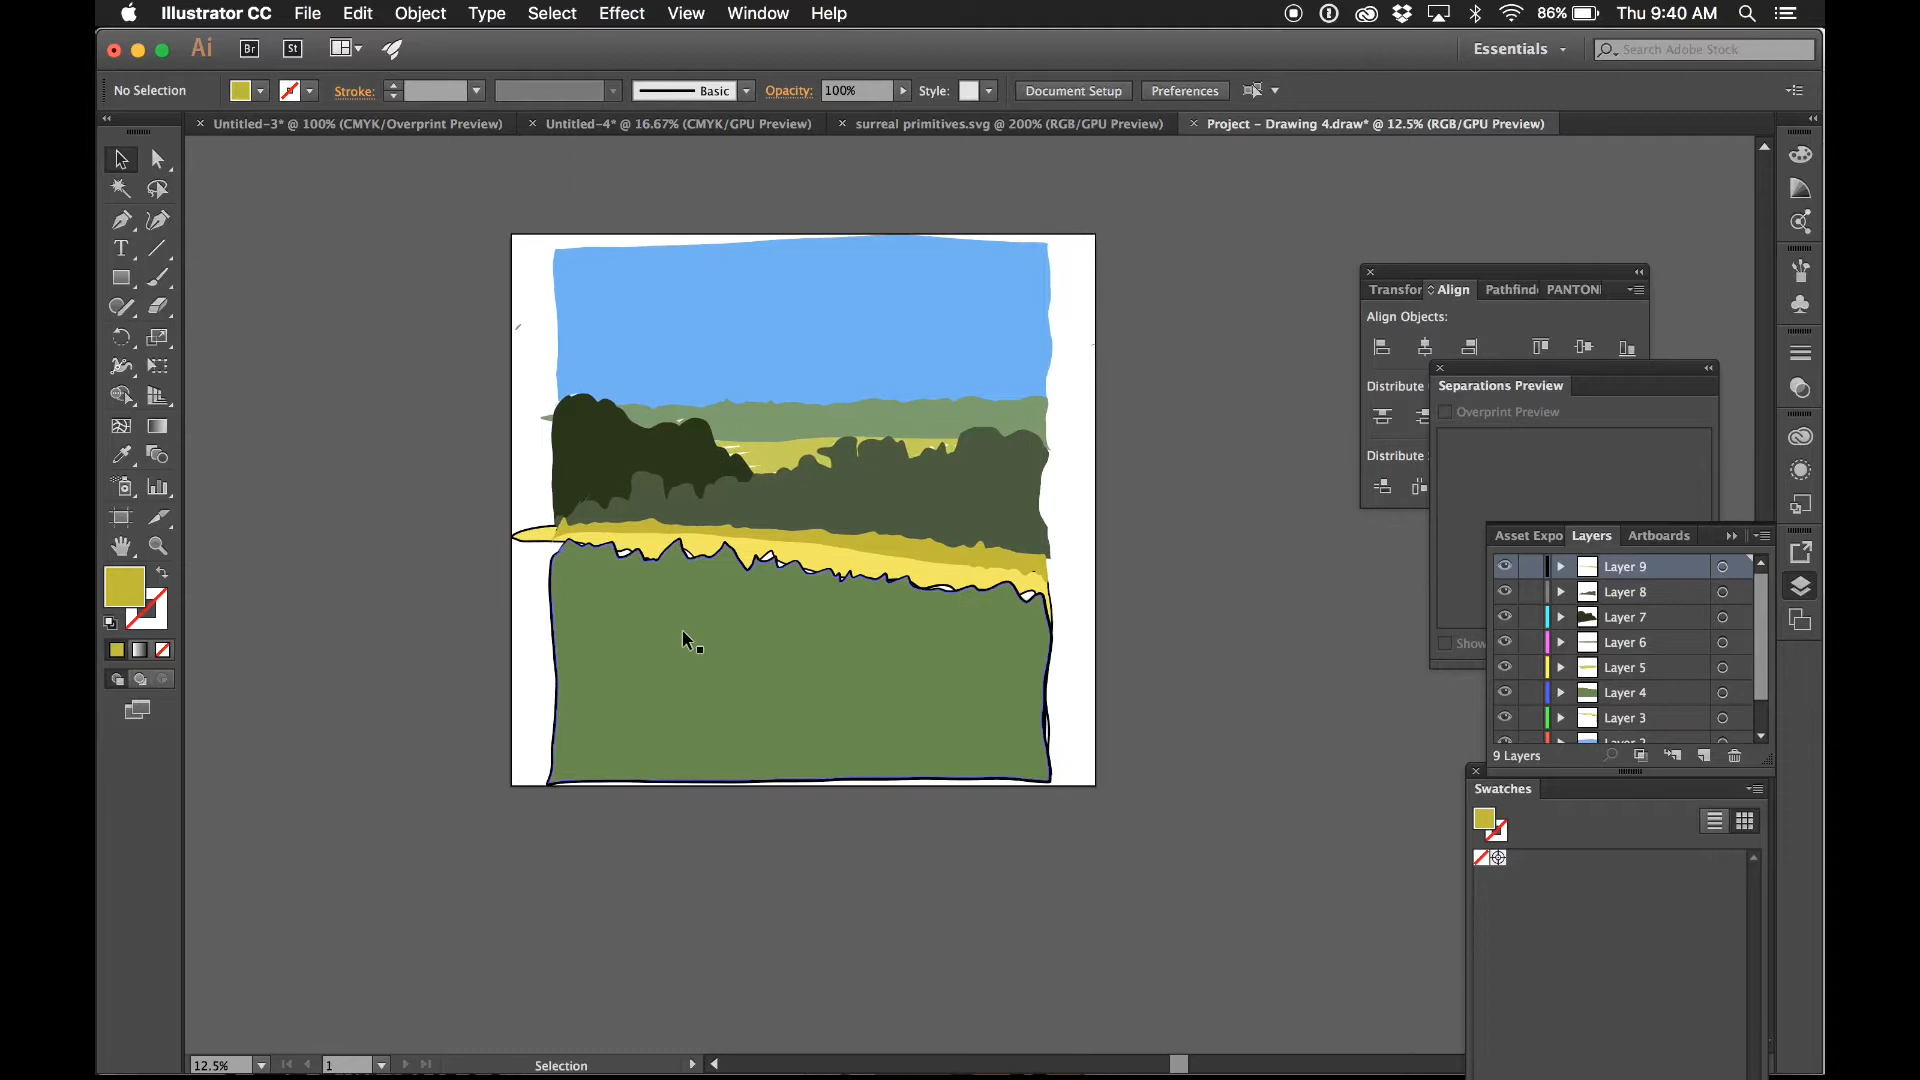 Illustrator CC File Edit Object Type Select Effect View Window Help 86% Thu 9:40 AM
Ai Br St Essentials Search Adobe Stock
No Selection Stroke: Basic Opacity: 100% Style: Document Setup Preferences
Untitled-3* @ 100% (CMYK/Overprint Preview) Untitled-4* @ 16.67% (CMYK/GPU Preview) surreal primitives.svg @ 200% (RGB/GPU Preview) Project – Drawing 4.draw* @ 12.5% (RGB/GPU Preview)
Transfor Align Pathfind PANTON
Align Objects:
Distribute
Separations Preview
Overprint Preview
Distribute
Show
Asset Expo Layers Artboards
Layer 9
Layer 8
Layer 7
Layer 6
Layer 5
Layer 4
Layer 3
Layer 2
9 Layers
Swatches
12.5% 1 Selection